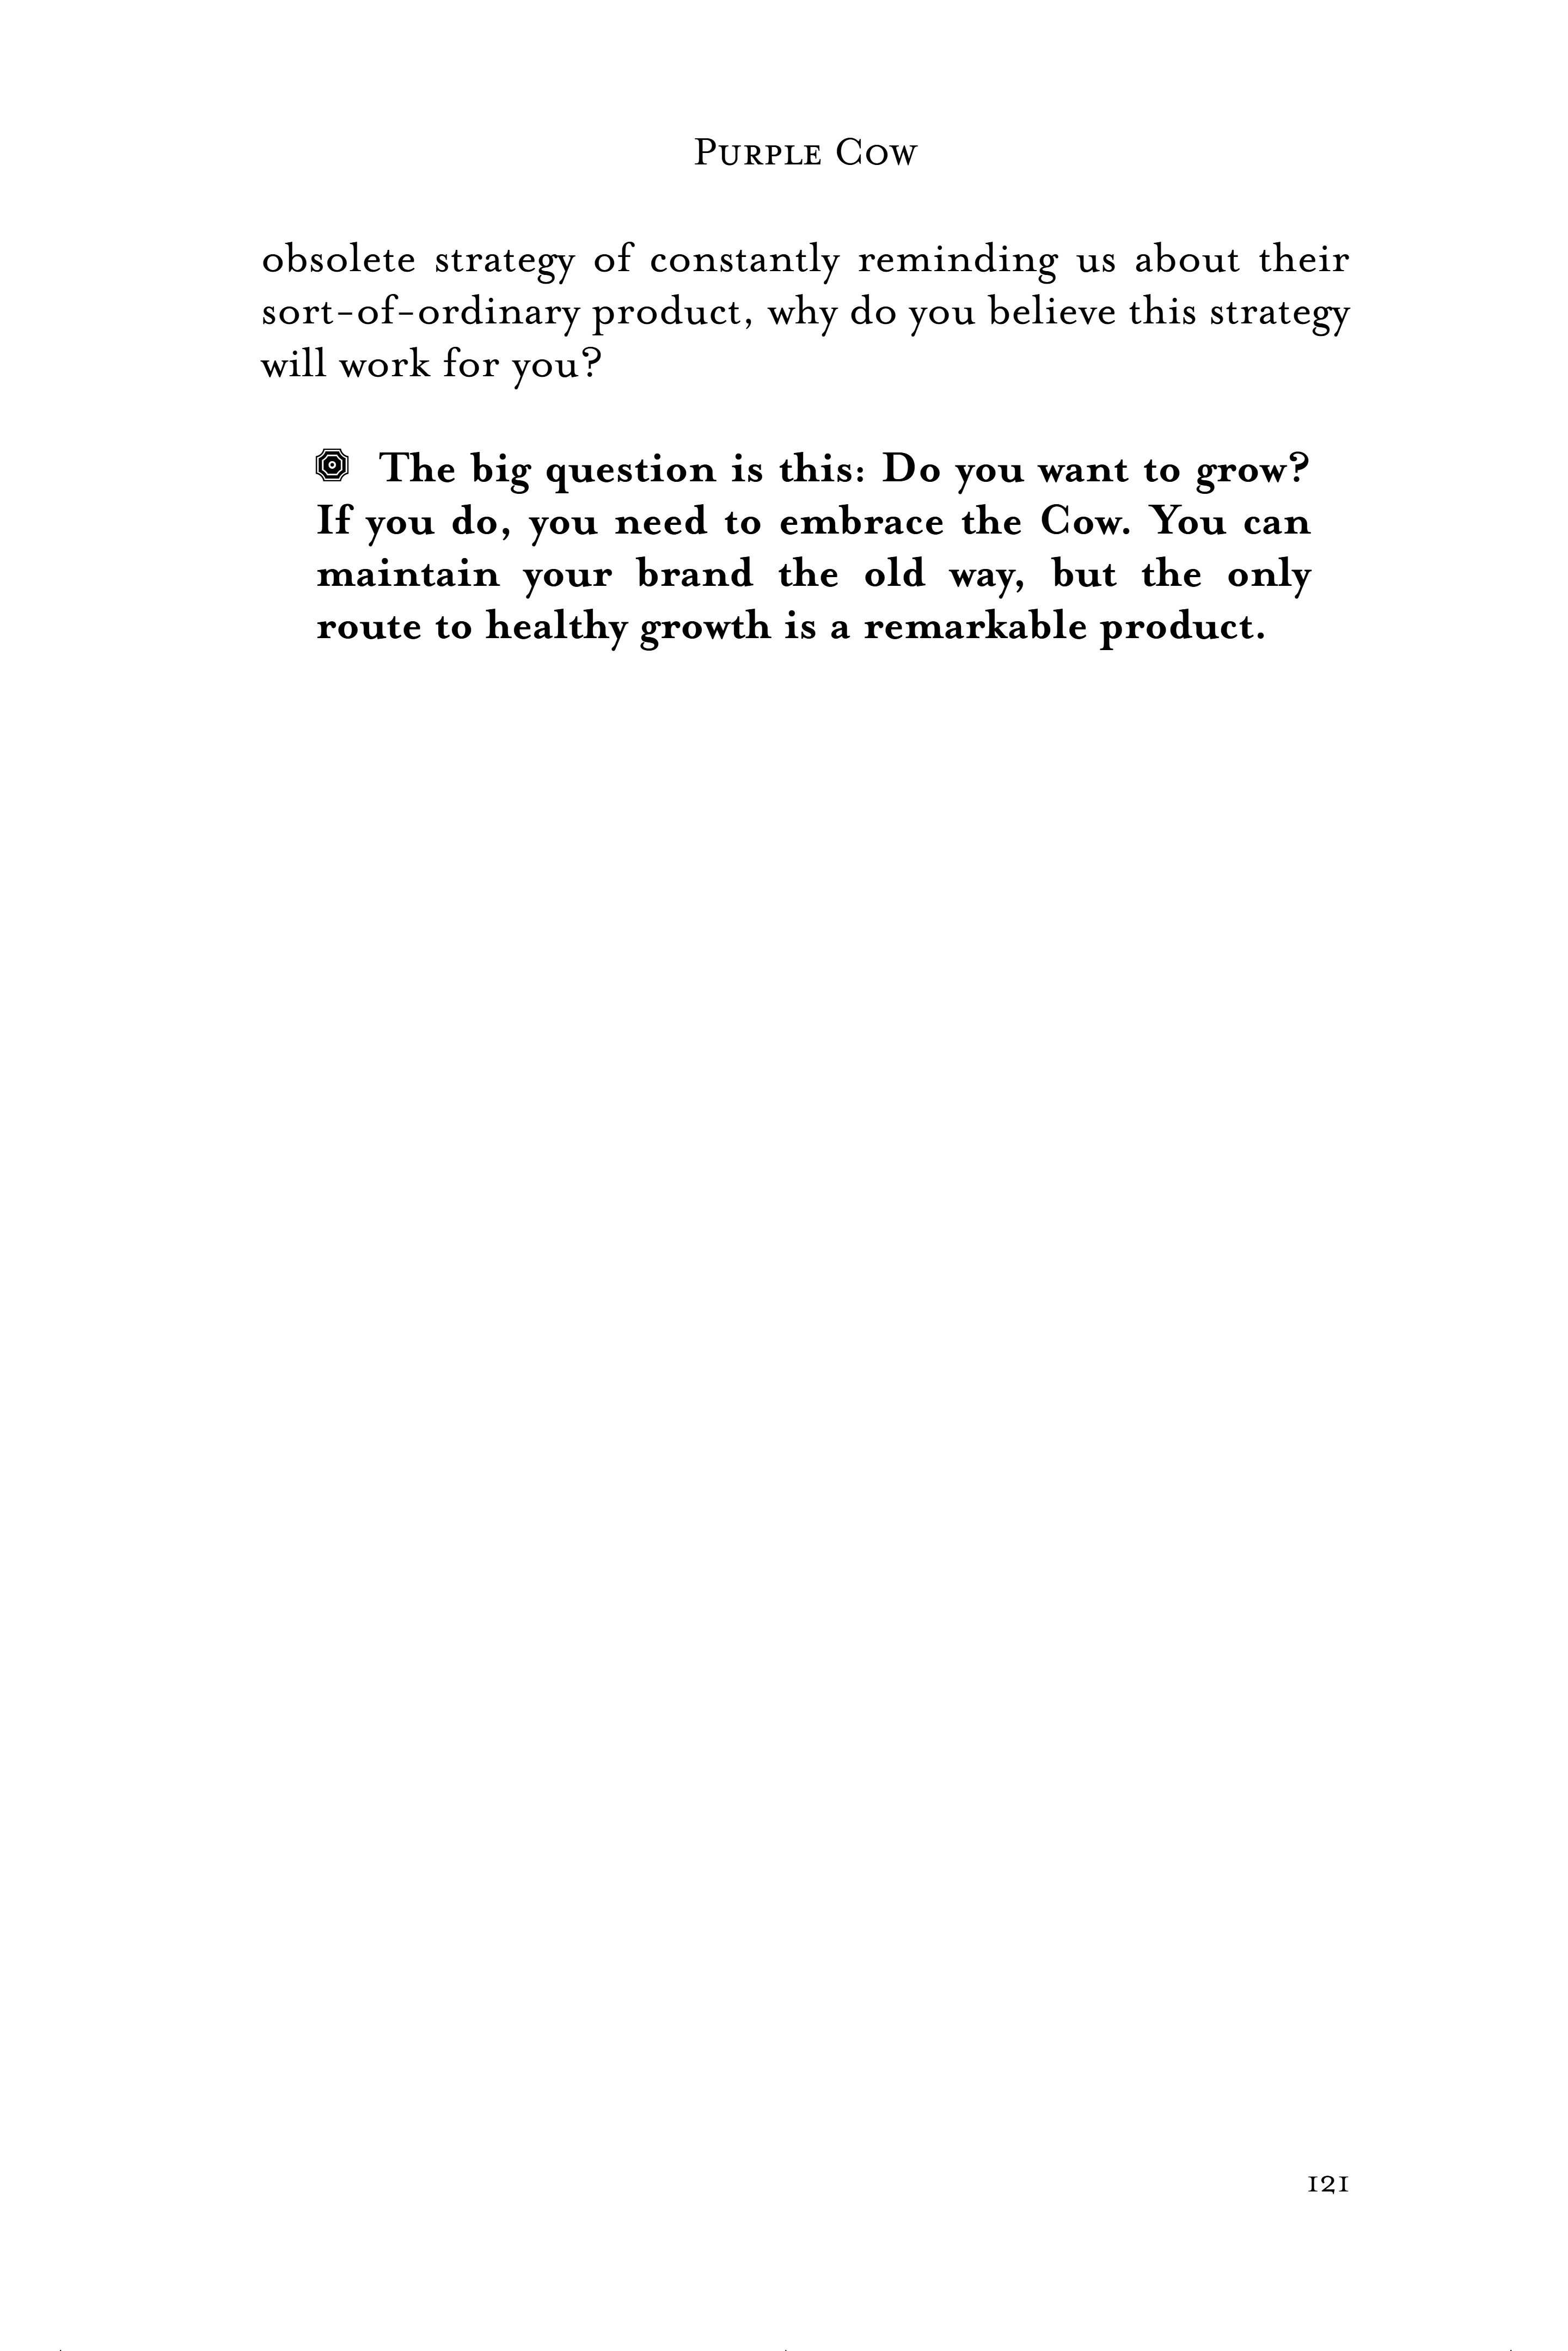 Purple Cow
obsolete strategy of constantly reminding us about their
sort-of-ordinary product, why do you believe this strategy
will work for you?
The big question is this: Do you want to grow?
If you do, you need to embrace the Cow. You can
maintain your brand the old way, but the only
route to healthy growth is a remarkable product.
121